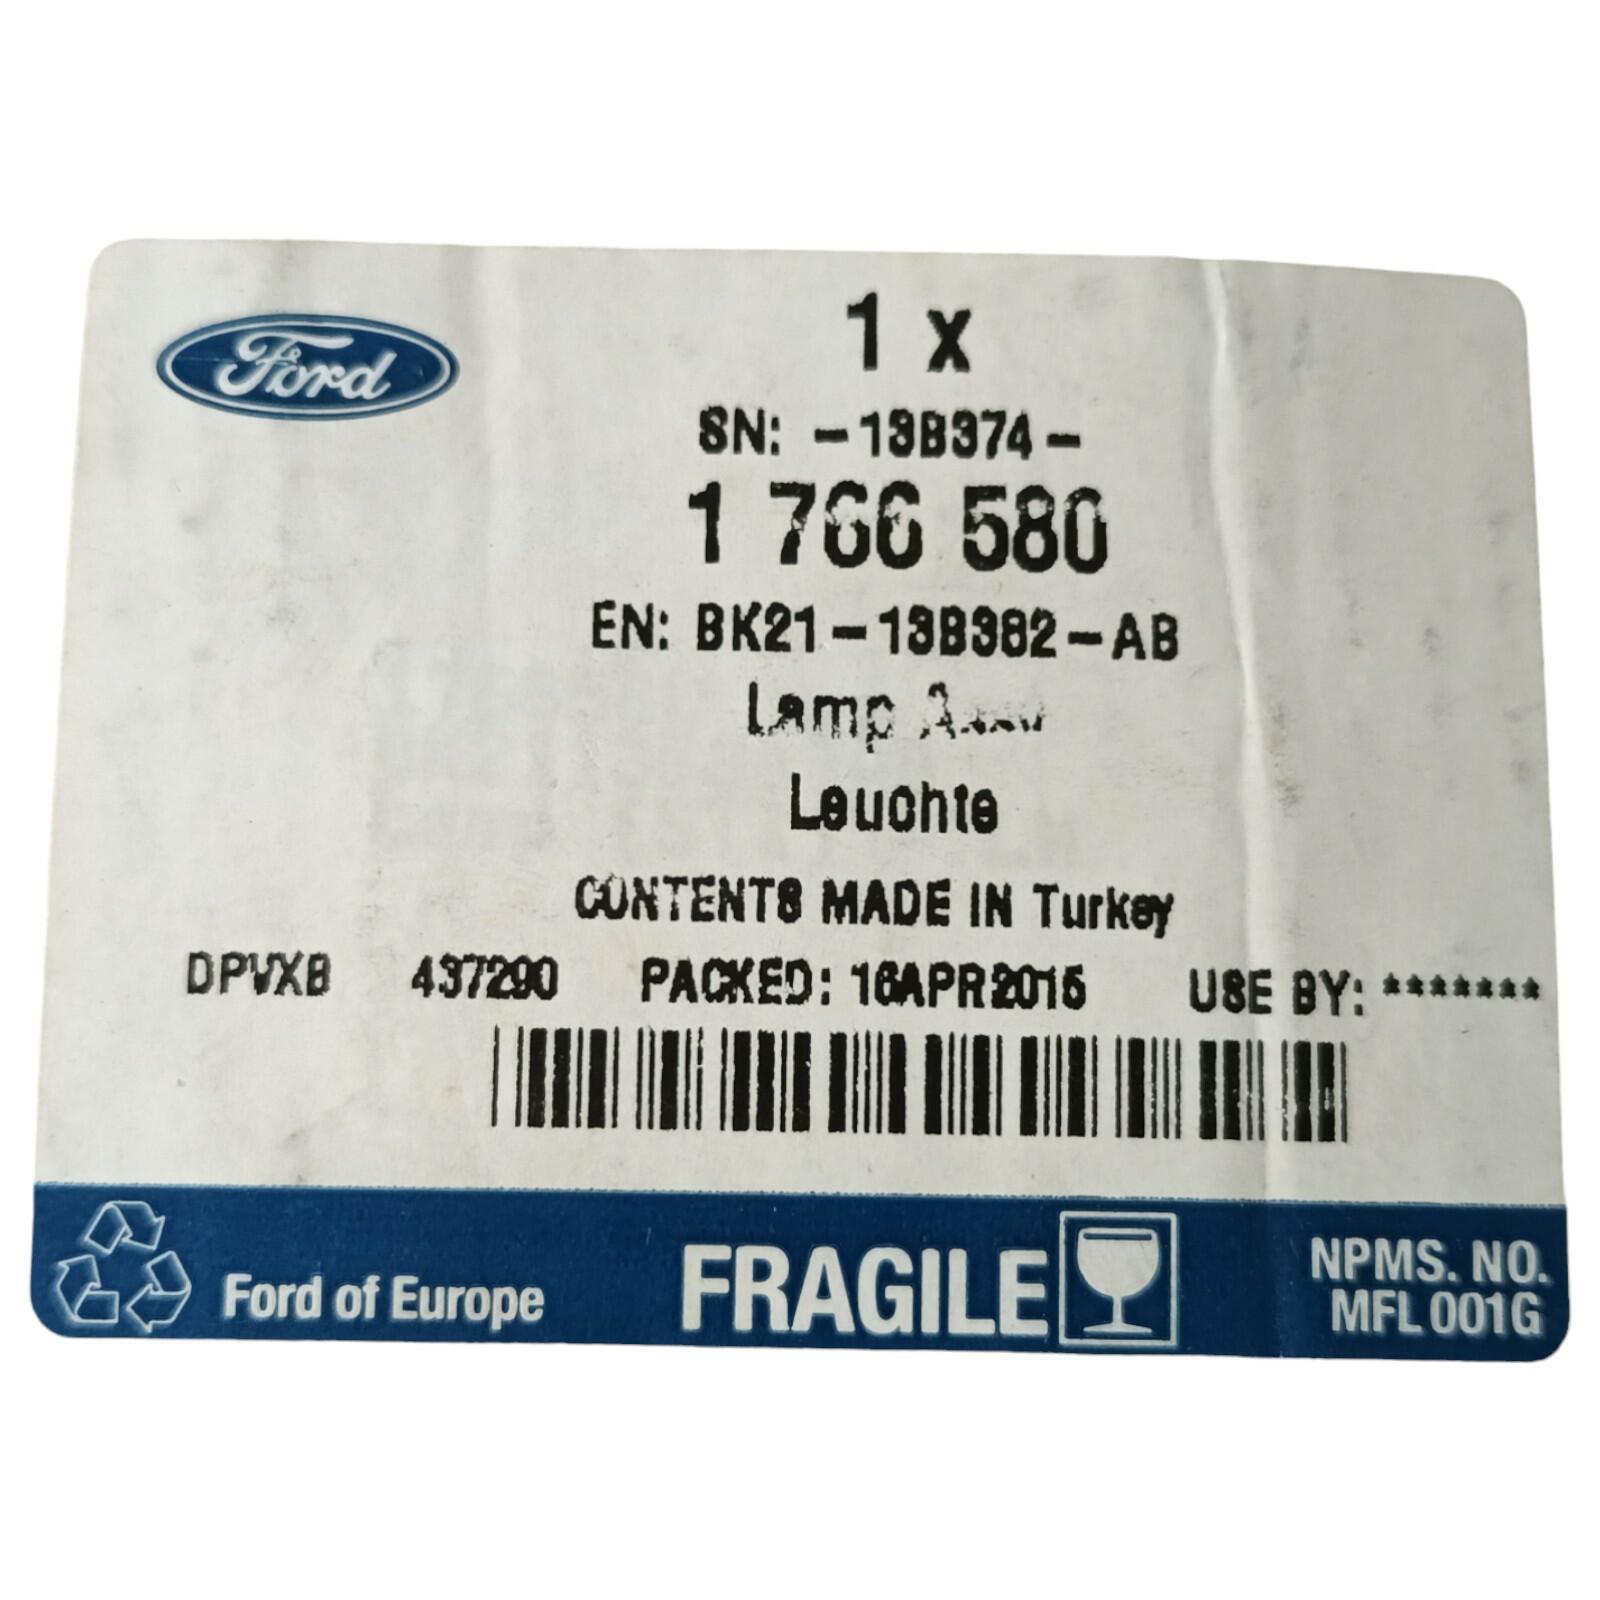 Ford
1 x
SN: -13B374-
1 766 580
EN: BK21-13B382-AB
Lamp
Leuchte
CONTENTS MADE IN Turkey
DPVXB 437290 PACKED: 16APR2015 USE BY: *******
Ford of Europe
FRAGILE
NPMS. NO.
MFL 001G